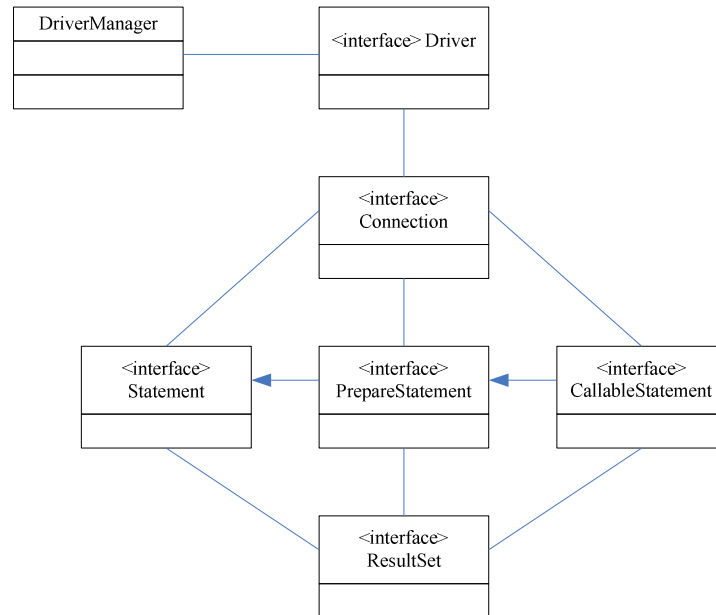 DriverManager
<interface> Driver
<interface>
Connection
<interface>
Statement
<interface>
PrepareStatement
<interface>
CallableStatement
<interface>
ResultSet